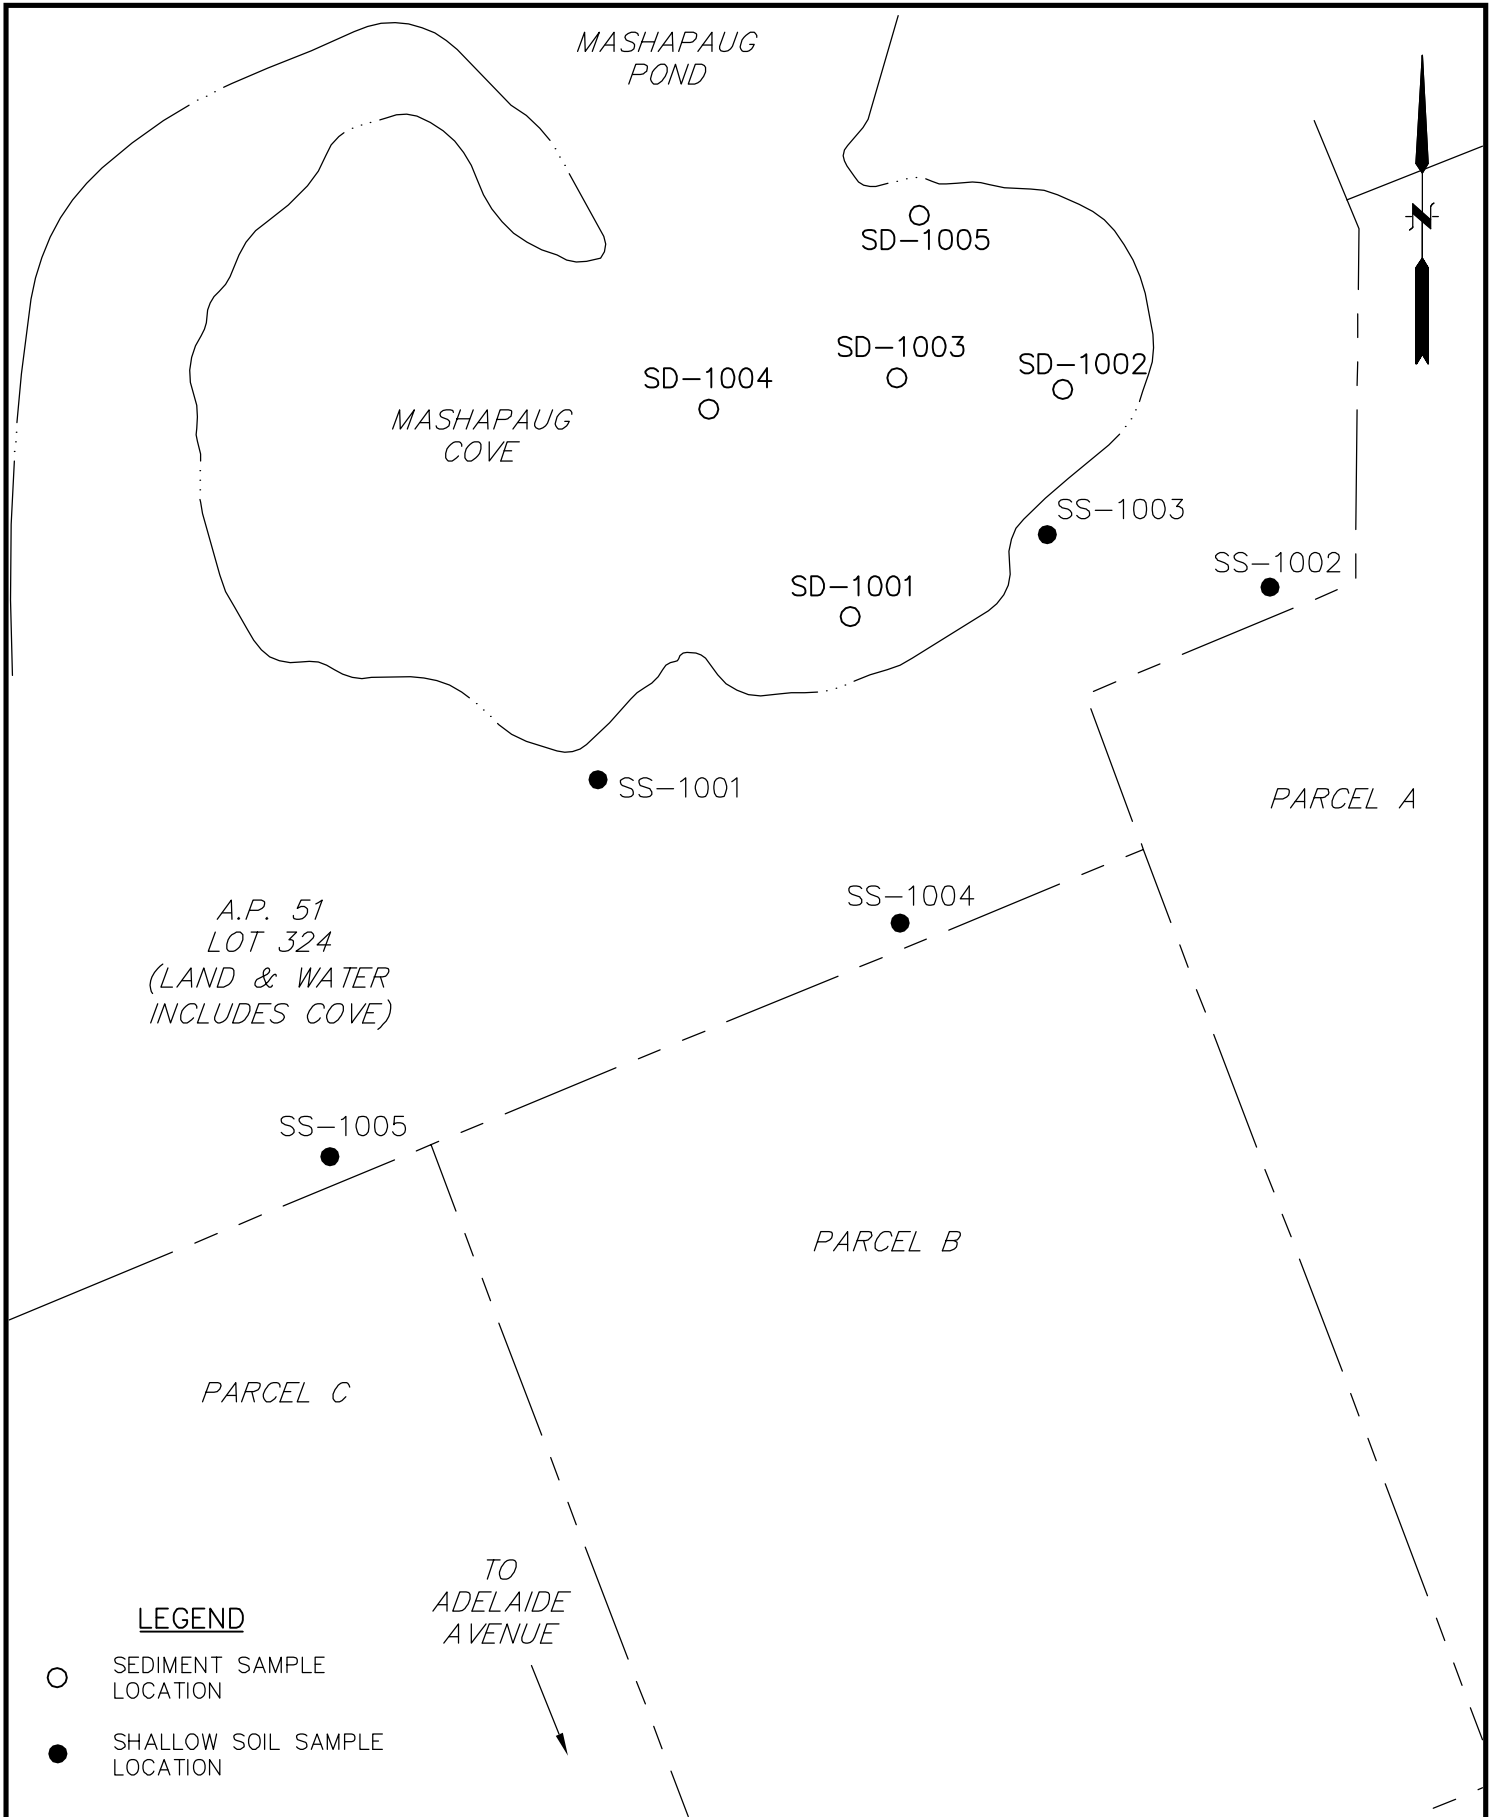 MASHAPAUG
POND
N
SD-1005
SD-1003
SD-1002
SD-1004
MASHAPAUG
COVE
SS-1003
SS-1002
SD-1001
SS-1001
PARCEL A
SS-1004
A.P. 51
LOT 324
(LAND & WATER
INCLUDES COVE)
SS-1005
PARCEL B
PARCEL C
TO
ADELAIDE
AVENUE
LEGEND
SEDIMENT SAMPLE
LOCATION
SHALLOW SOIL SAMPLE
LOCATION